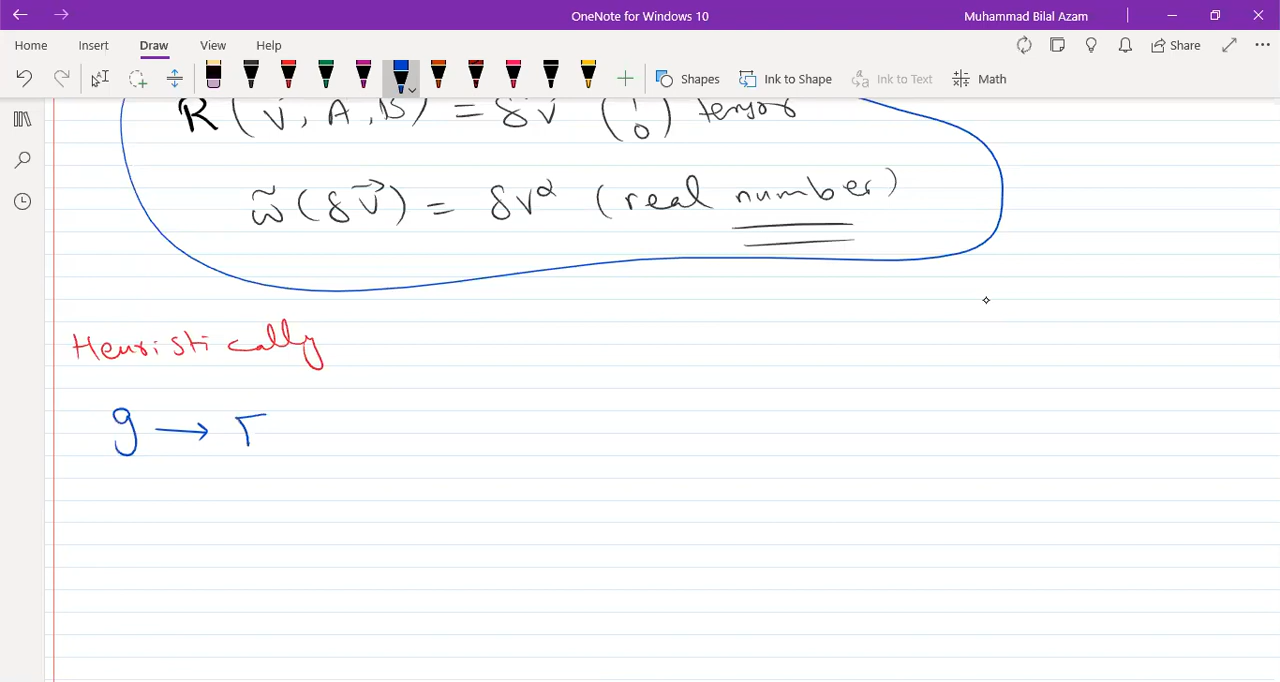 OneNote for Windows 10
Muhammad Bilal Azam
Home Insert Draw View Help
Share
Shapes Ink to Shape Ink to Text Math
R ( V , A , B ) = δV (1 0) tensor
ω̃ ( δV⃗ ) = δV^α ( real number )
Heuristically
g → Γ